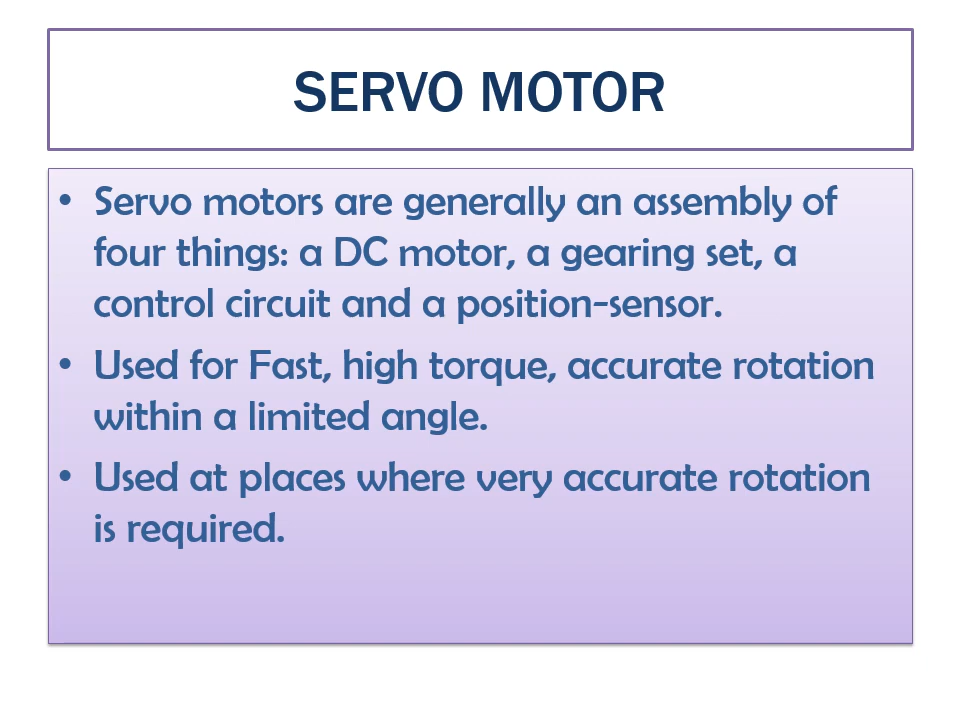 SERVO MOTOR
• Servo motors are generally an assembly of
four things: a DC motor, a gearing set, a
control circuit and a position-sensor.
• Used for Fast, high torque, accurate rotation
within a limited angle.
• Used at places where very accurate rotation
is required.